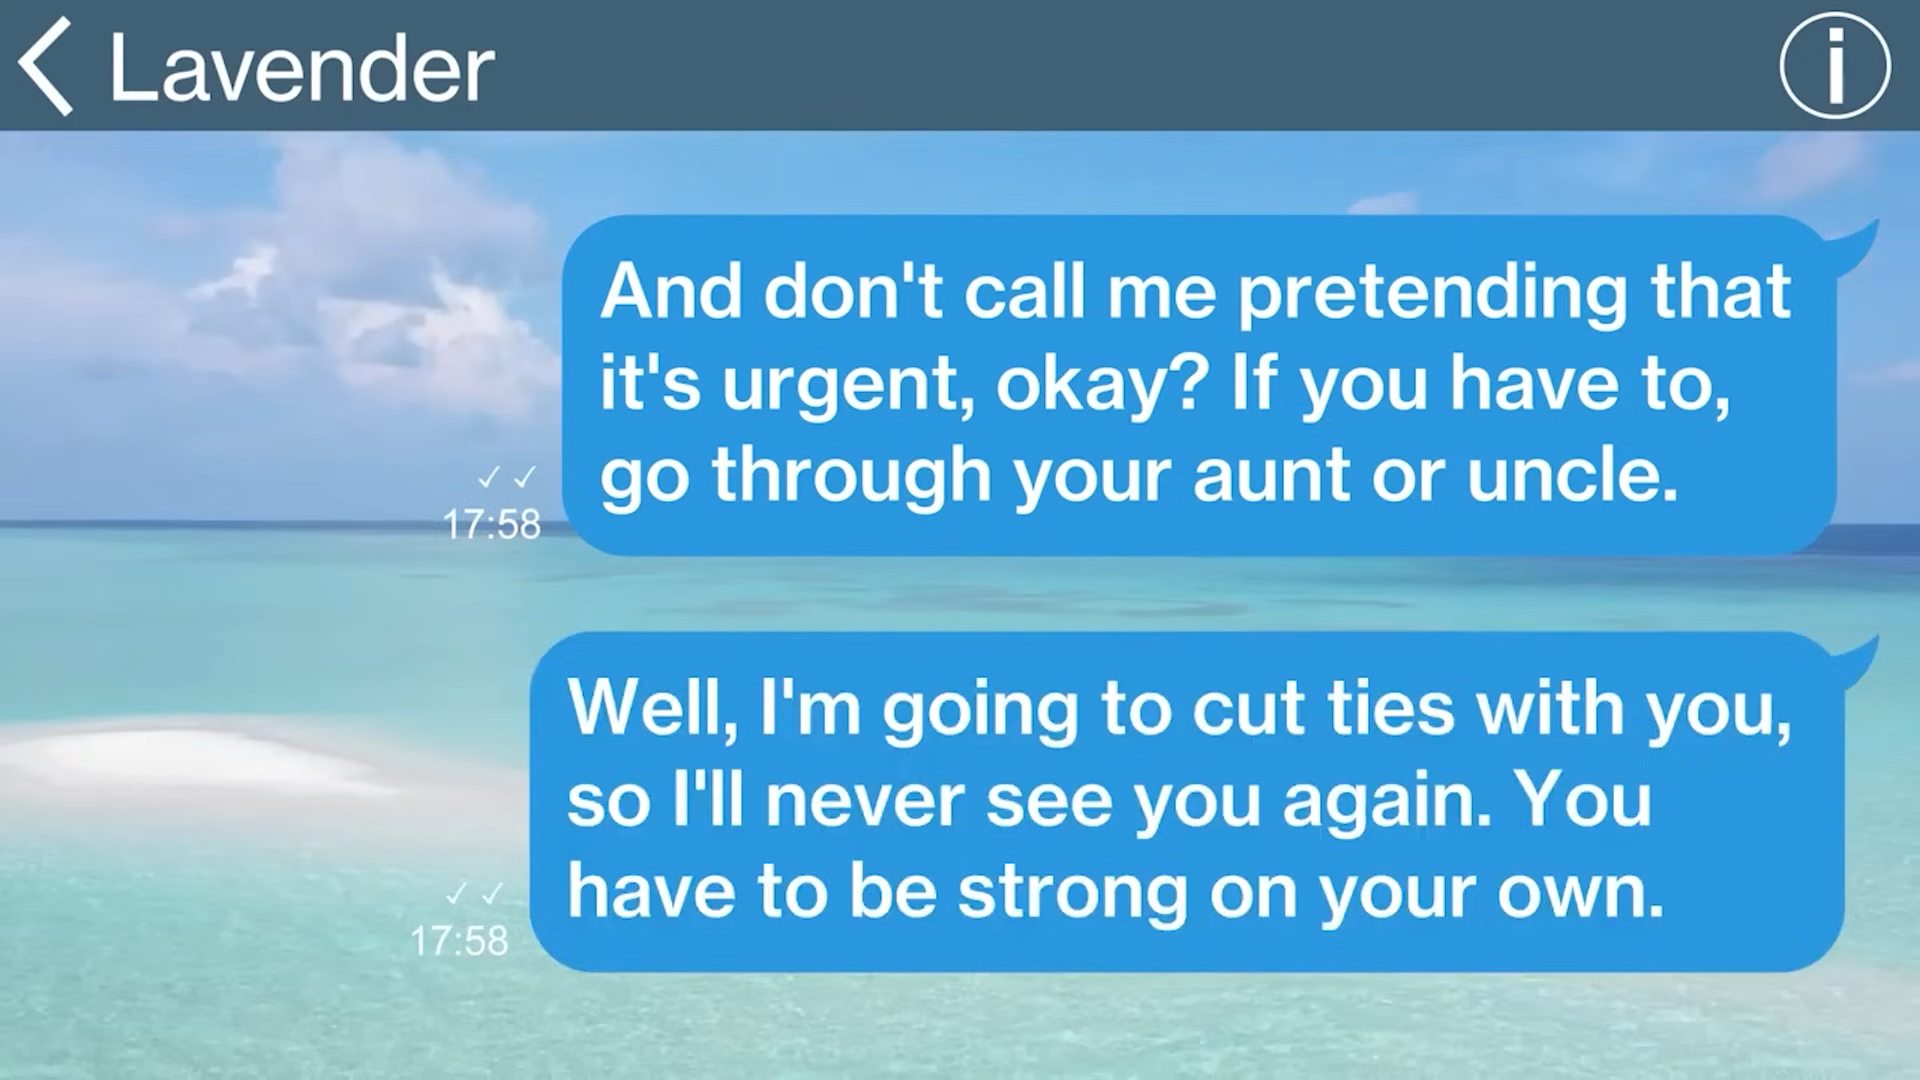 Lavender
And don't call me pretending that
it's urgent, okay? If you have to,
go through your aunt or uncle.
✓✓
17:58
Well, I'm going to cut ties with you,
so I'll never see you again. You
have to be strong on your own.
✓✓
17:58